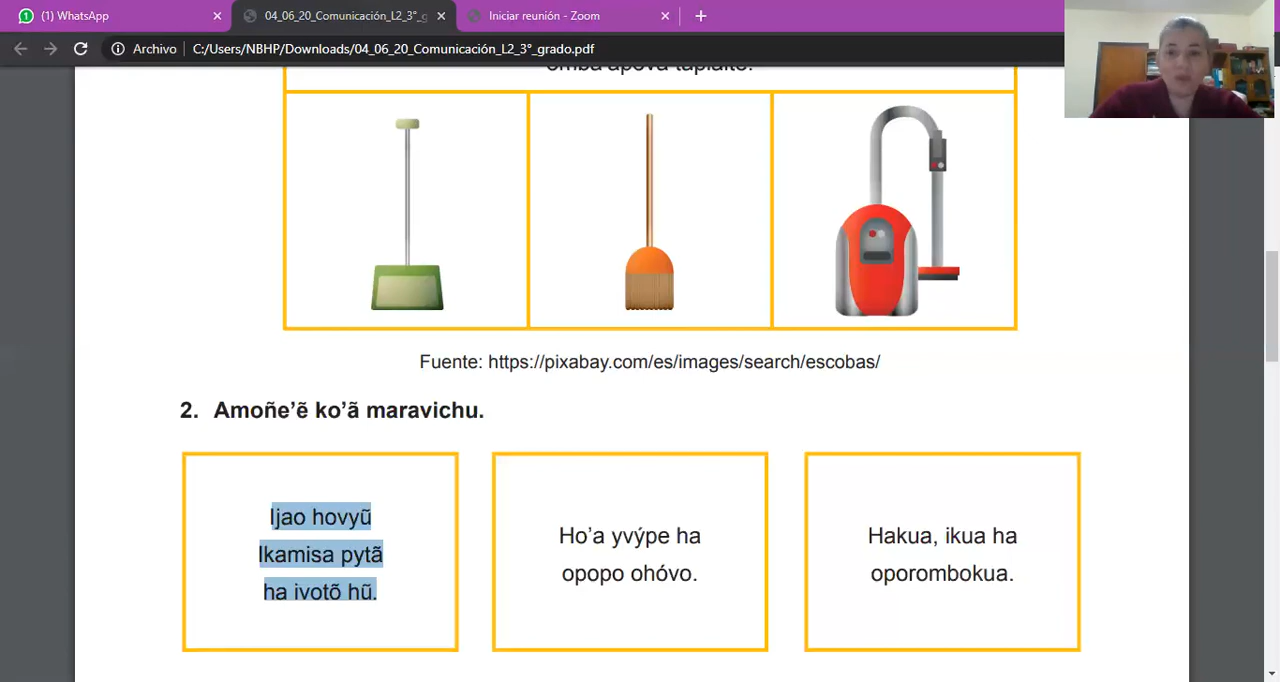 (1) WhatsApp
04_06_20_Comunicación_L2_3°_g
Iniciar reunión - Zoom
Archivo
C:/Users/NBHP/Downloads/04_06_20_Comunicación_L2_3°_grado.pdf
Fuente: https://pixabay.com/es/images/search/escobas/
2. Amoñe’ẽ ko’ã maravichu.
Ijao hovyũ
Ikamisa pytã
ha ivotõ hũ.
Ho’a yvýpe ha
opopo ohóvo.
Hakua, ikua ha
oporombokua.